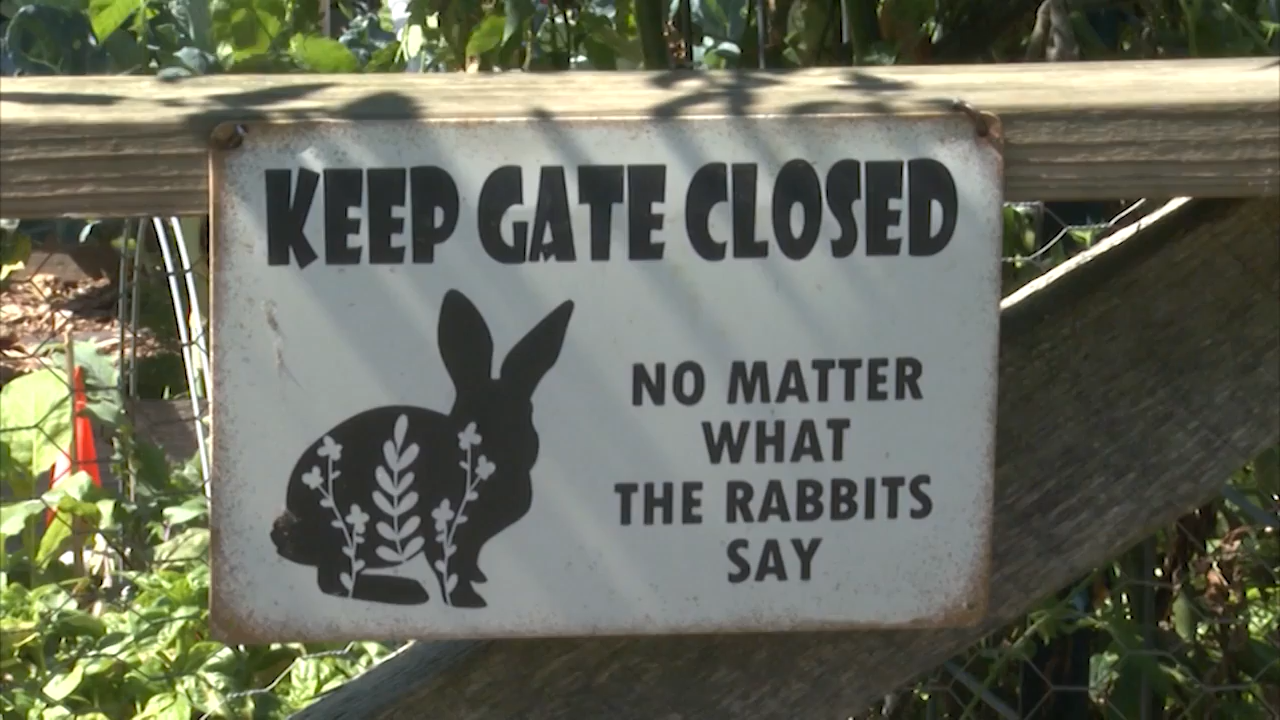 KEEP GATE CLOSED
NO MATTER
WHAT
THE RABBITS
SAY